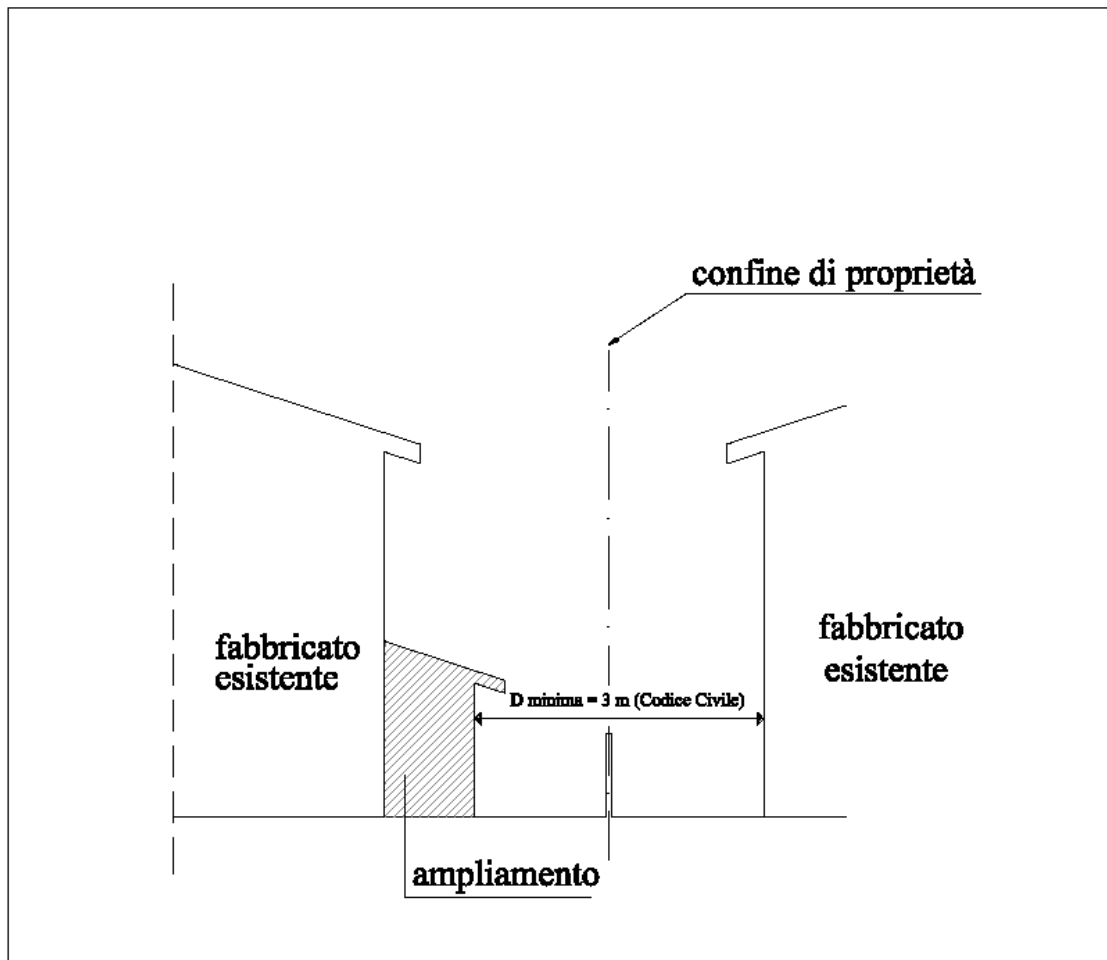 confine di proprietà
fabbricato
esistente
fabbricato
esistente
D minima = 3 m (Codice Civile)
ampliamento